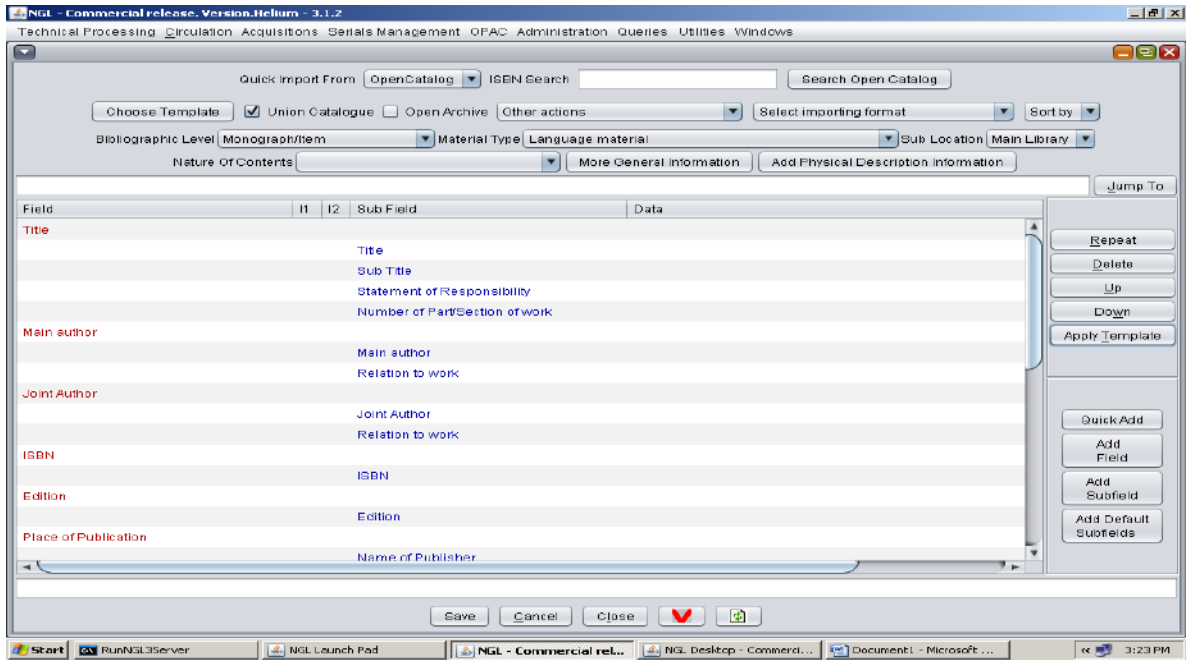 NGL - Commercial release. Version.Helium - 3.1.2
Technical Processing Circulation Acquisitions Serials Management OPAC Administration Queries Utilities Windows
Quick Import From OpenCatalog ISBN Search Search Open Catalog
Choose Template Union Catalogue Open Archive Other actions Select importing format Sort by
Bibliographic Level Monograph/Item Material Type Language material Sub Location Main Library
Nature Of Contents More General Information Add Physical Description Information
Jump To
Field I1 I2 Sub Field Data
Title
Title
Sub Title
Statement of Responsibility
Number of Part/Section of work
Main author
Main author
Relation to work
Joint Author
Joint Author
Relation to work
ISBN
ISBN
Edition
Edition
Place of Publication
Name of Publisher
Repeat
Delete
Up
Down
Apply Template
Quick Add
Add
Field
Add
Subfield
Add Default
Subfields
Save Cancel Close
Start RunNGL3Server NGL Launch Pad NGL - Commercial rel... NGL Desktop - Commerci... Document1 - Microsoft ... 3:23 PM